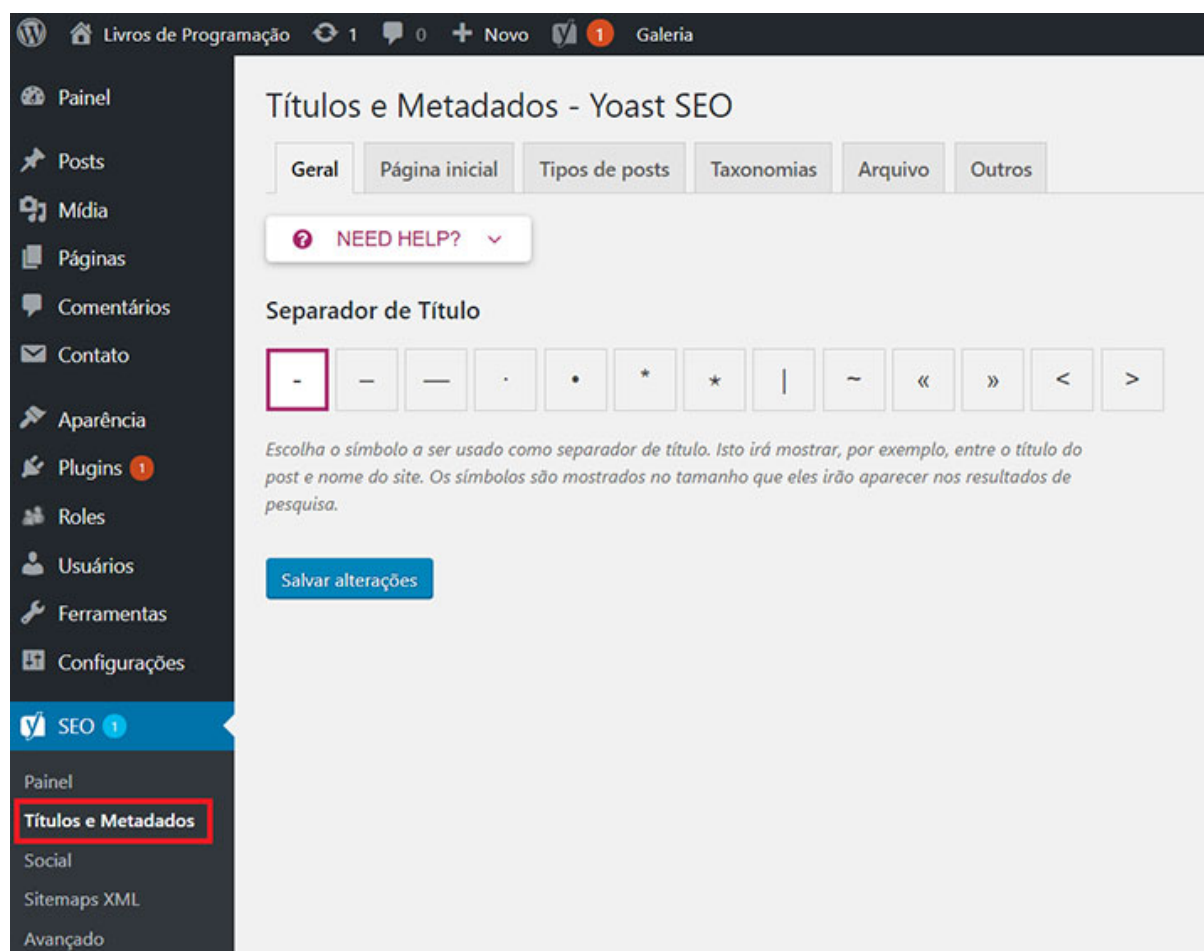 Livros de Programação 1 0 + Novo 1 Galeria
Painel
Posts
Mídia
Páginas
Comentários
Contato
Aparência
Plugins 1
Roles
Usuários
Ferramentas
Configurações
SEO 1
Painel
Títulos e Metadados
Social
Sitemaps XML
Avançado
Títulos e Metadados - Yoast SEO
Geral Página inicial Tipos de posts Taxonomias Arquivo Outros
NEED HELP?
Separador de Título
- – — · • * ⋆ | ~ « » < >
Escolha o símbolo a ser usado como separador de título. Isto irá mostrar, por exemplo, entre o título do
post e nome do site. Os símbolos são mostrados no tamanho que eles irão aparecer nos resultados de
pesquisa.
Salvar alterações